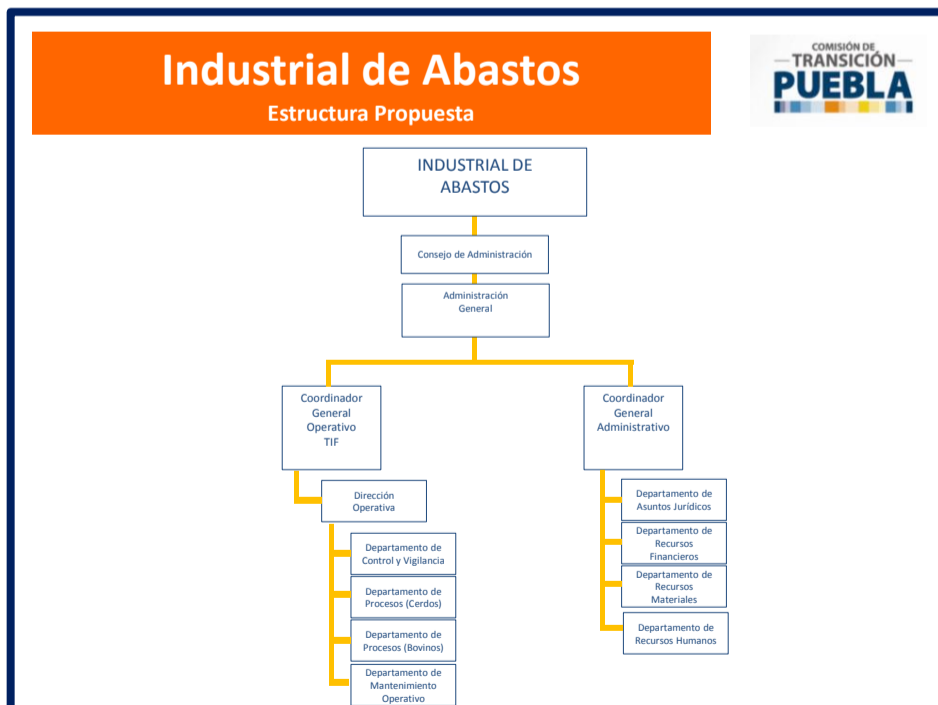 Industrial de Abastos
Estructura Propuesta
COMISIÓN DE
TRANSICIÓN
PUEBLA
INDUSTRIAL DE
ABASTOS
Consejo de Administración
Administración
General
Coordinador
General
Operativo
TIF
Dirección
Operativa
Departamento de
Control y Vigilancia
Departamento de
Procesos (Cerdos)
Departamento de
Procesos (Bovinos)
Departamento de
Mantenimiento
Operativo
Coordinador
General
Administrativo
Departamento de
Asuntos Jurídicos
Departamento de
Recursos
Financieros
Departamento de
Recursos
Materiales
Departamento de
Recursos Humanos